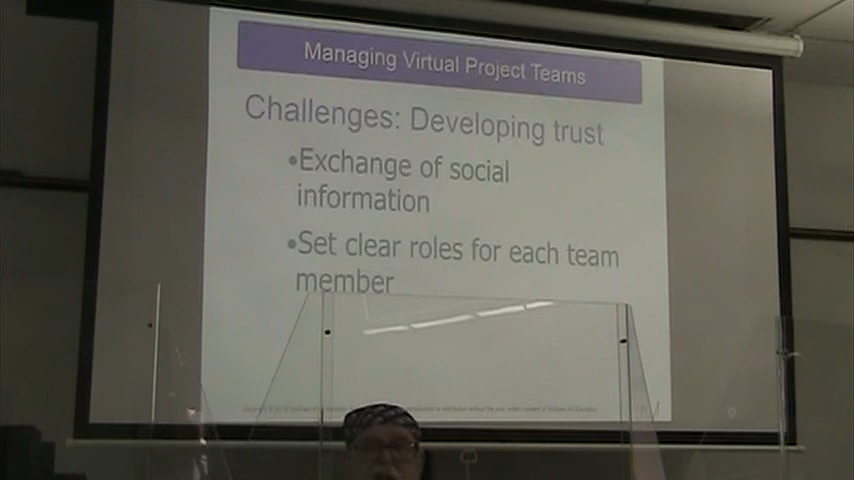 Managing Virtual Project Teams
Challenges: Developing trust
•Exchange of social
information
•Set clear roles for each team
member